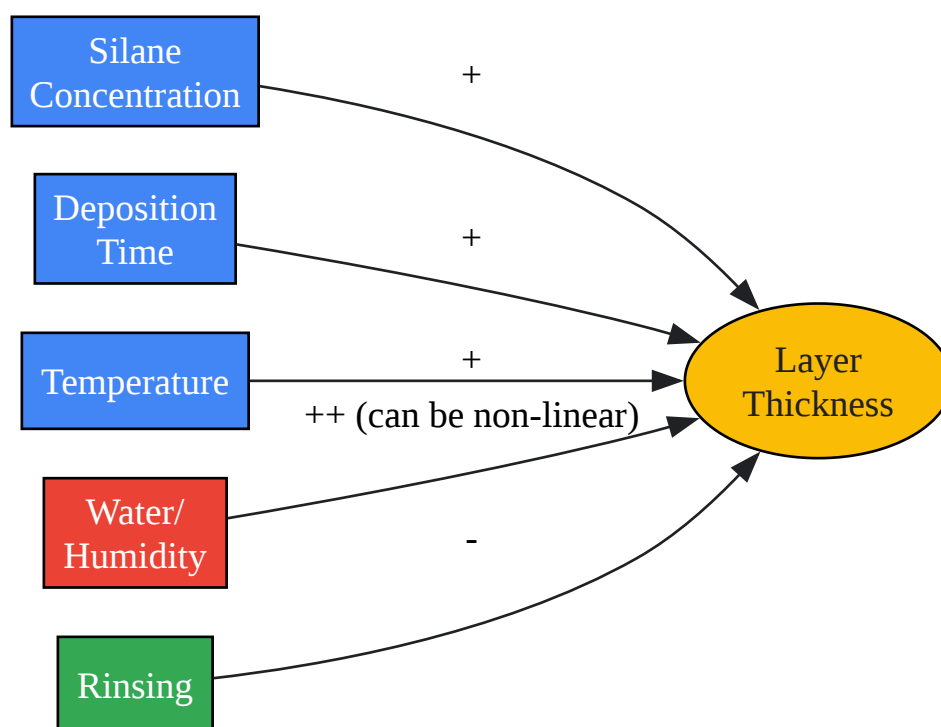 Silane
Concentration
+
Deposition
Time
+
Temperature
+
++ (can be non-linear)
Layer
Thickness
Water/
Humidity
-
Rinsing